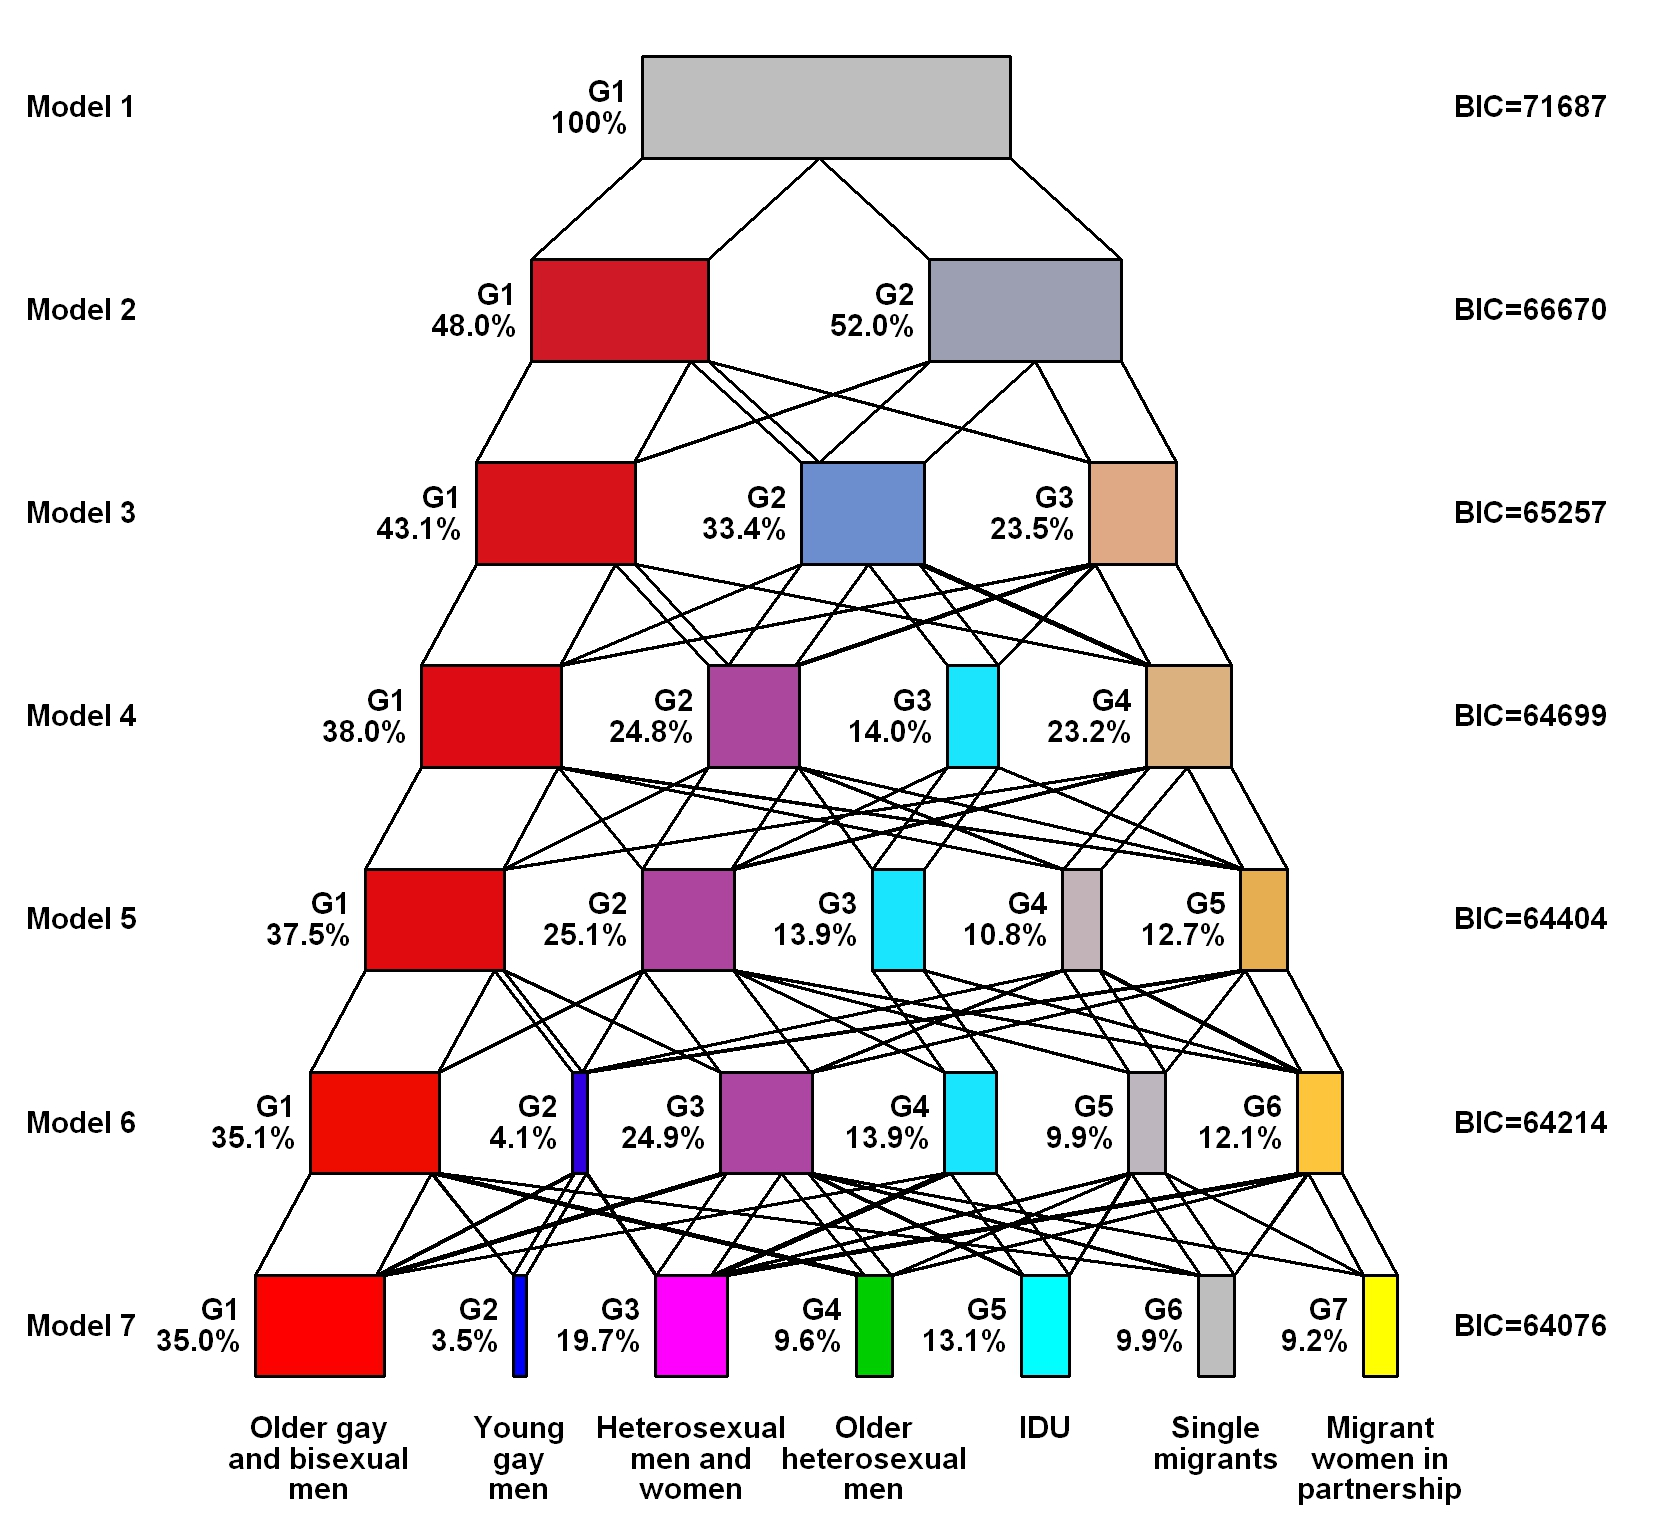 Model 1
G1
100%
BIC=71687
Model 2
G1
48.0%
G2
52.0%
BIC=66670
Model 3
G1
43.1%
G2
33.4%
G3
23.5%
BIC=65257
Model 4
G1
38.0%
G2
24.8%
G3
14.0%
G4
23.2%
BIC=64699
Model 5
G1
37.5%
G2
25.1%
G3
13.9%
G4
10.8%
G5
12.7%
BIC=64404
Model 6
G1
35.1%
G2
4.1%
G3
24.9%
G4
13.9%
G5
9.9%
G6
12.1%
BIC=64214
Model 7
G1
35.0%
G2
3.5%
G3
19.7%
G4
9.6%
G5
13.1%
G6
9.9%
G7
9.2%
BIC=64076
Older gay
and bisexual
men
Young
gay
men
Heterosexual
men and
women
Older
heterosexual
men
IDU
Single
migrants
Migrant
women in
partnership